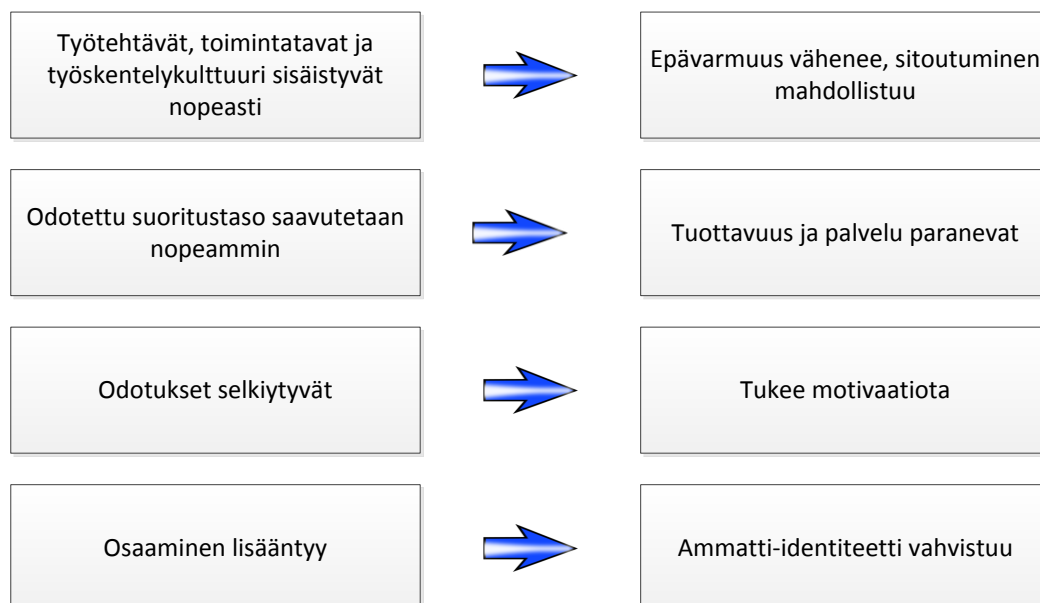 Työtehtävät, toimintatavat ja
työskentelykulttuuri sisäistyvät
nopeasti
Epävarmuus vähenee, sitoutuminen
mahdollistuu
Odotettu suoritustaso saavutetaan
nopeammin
Tuottavuus ja palvelu paranevat
Odotukset selkiytyvät
Tukee motivaatiota
Osaaminen lisääntyy
Ammatti-identiteetti vahvistuu